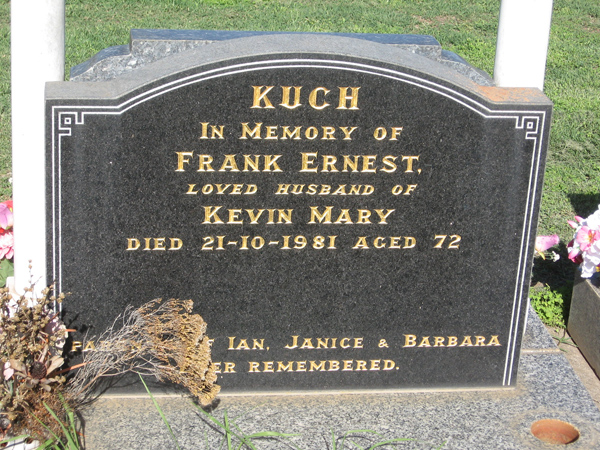 KUCH
IN MEMORY OF
FRANK ERNEST,
LOVED HUSBAND OF
KEVIN MARY
DIED 21-10-1981 AGED 72
IAN, JANICE & BARBARA
REMEMBERED.